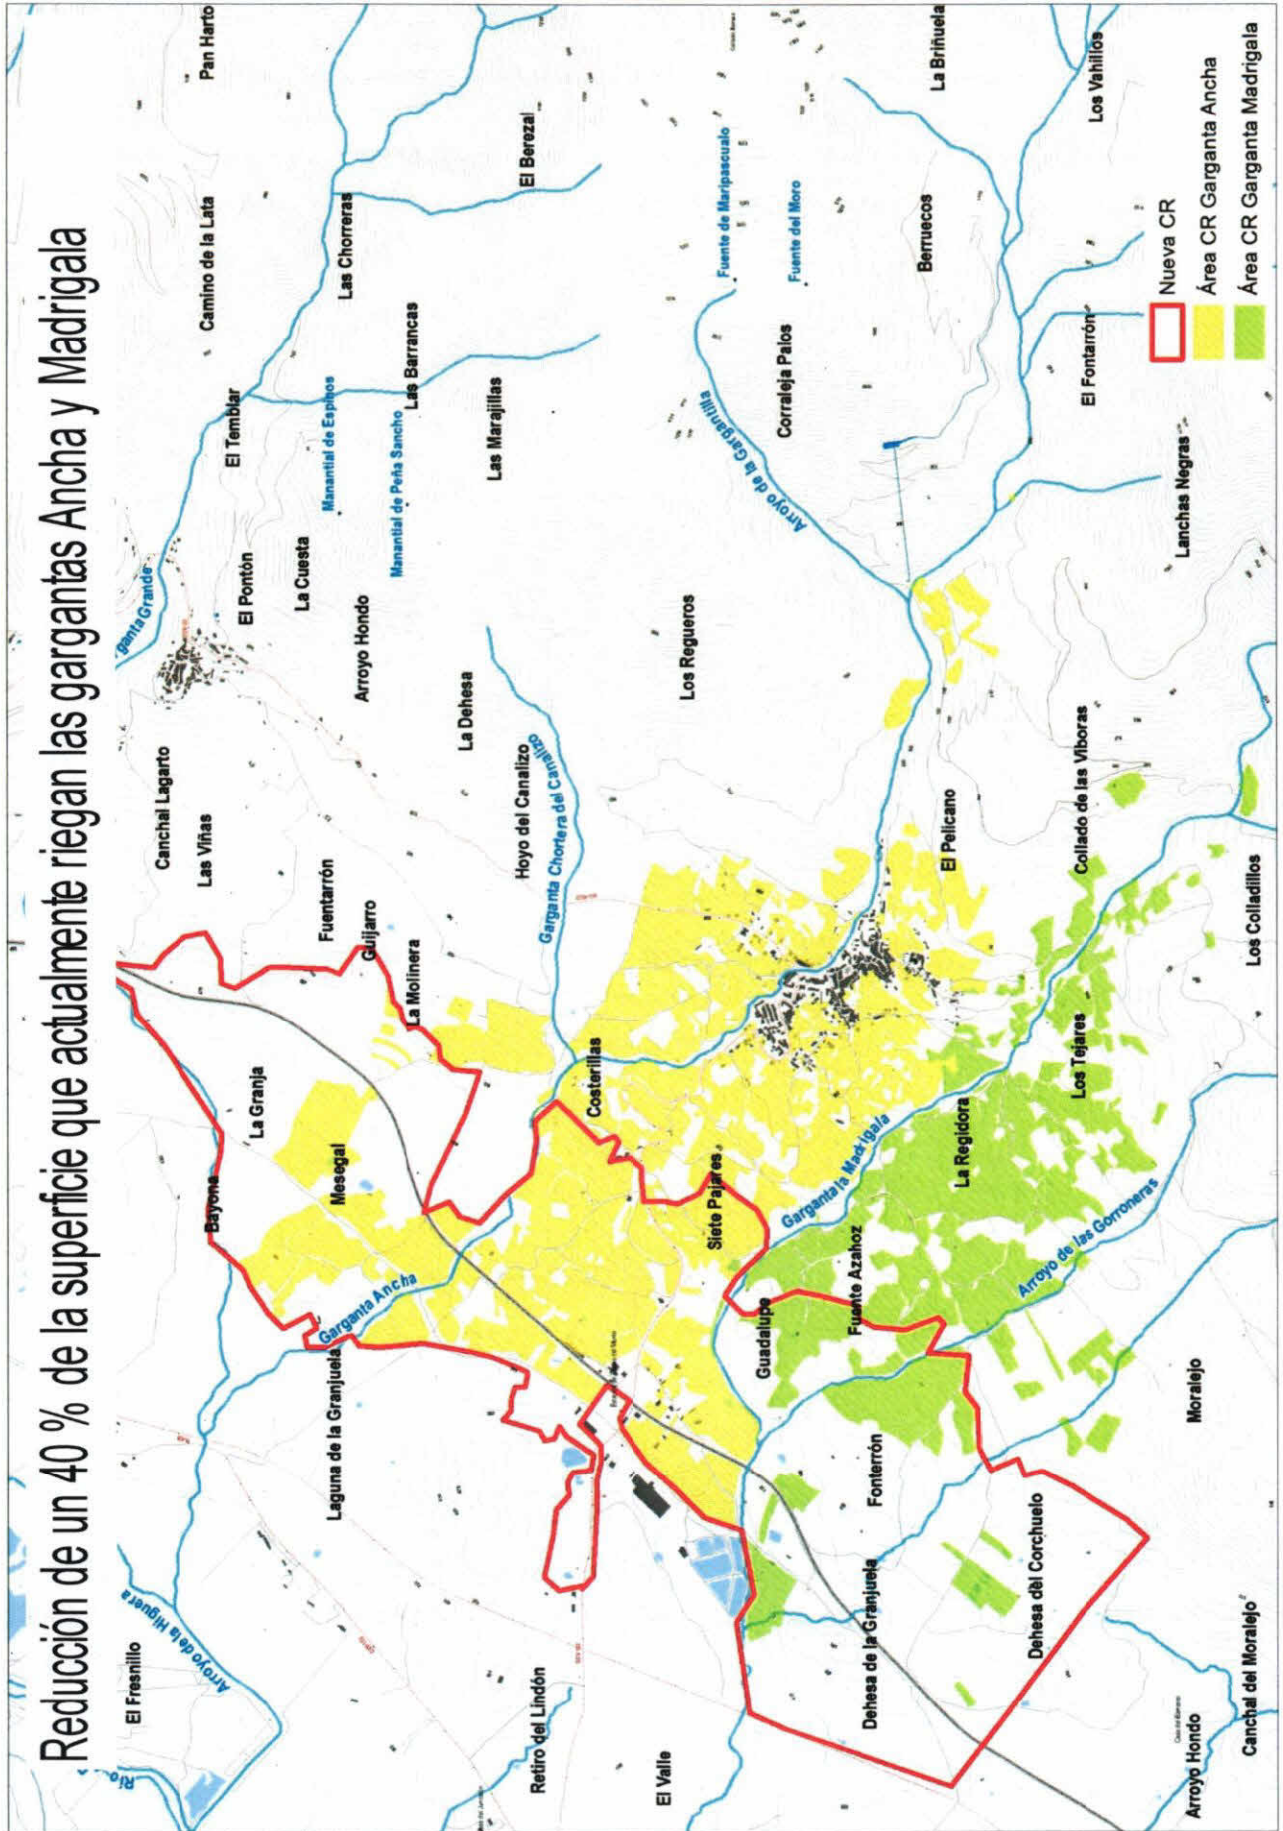 Reducción de un 40 % de la superficie que actualmente riegan las gargantas Ancha y Madrigala
El Fresnillo
Arroyo de la Higuera
Río
Laguna de la Granjuela
Retiro del Lindón
El Valle
Bayona
La Granja
Mesegal
Garganta Ancha
Canchal Lagarto
Las Viñas
Fuentarrón
Guijarro
La Molinera
Pan Harto
Camino de la Lata
El Temblar
El Pontón
La Cuesta
Arroyo Hondo
Manantial de Espinos
Manantial de Peña Sancho
Las Chorreras
Las Barrancas
Las Marajillas
El Berezal
La Dehesa
Hoyo del Canalizo
Garganta Chortera del Canalizo
Costerillas
Los Regueros
Siete Pajares
Fuente de Maripascualo
Fuente del Moro
Arroyo de la Gargantilla
Corraleja Palos
La Briñuela
Berruecos
Los Vahillos
El Fontarrón
Lanchas Negras
El Pelicano
Collado de las Viboras
Los Colladillos
Garganta la Madrigala
Guadalupe
Fuente Azahoz
La Regidora
Los Tejares
Arroyo de las Gorroneras
Fonterrón
Moralejo
Dehesa de la Granjuela
Dehesa del Corchuelo
Arroyo Hondo
Canchal del Moralejo
Nueva CR
Área CR Garganta Ancha
Área CR Garganta Madrigala